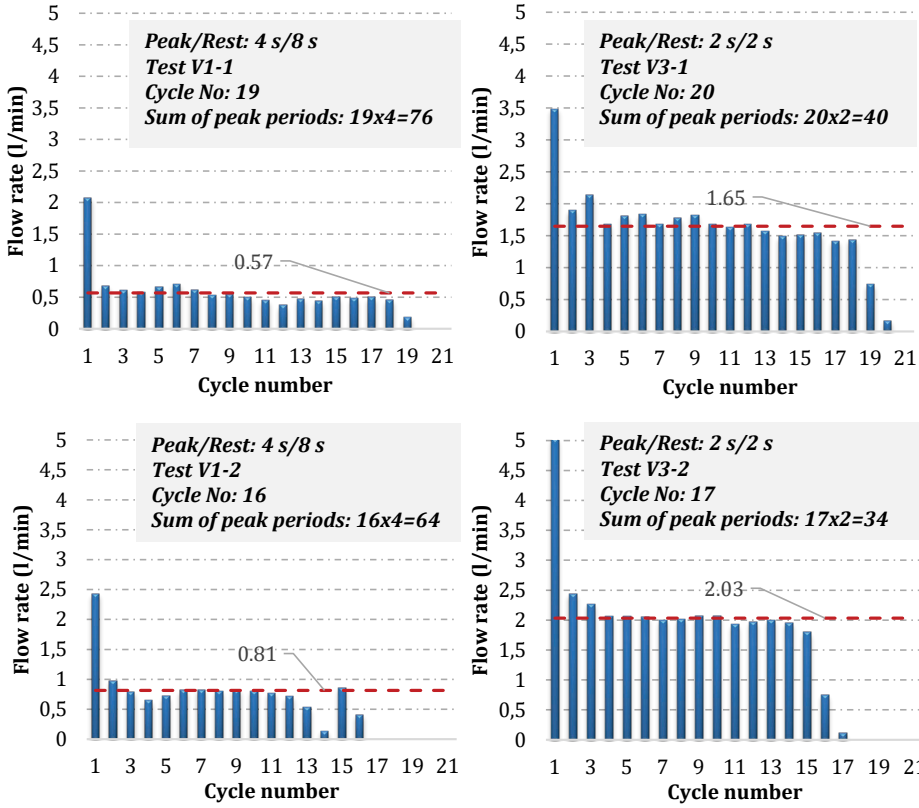 5
4,5
4
3,5
3
2,5
2
1,5
1
0,5
0
Flow rate (l/min)
Peak/Rest: 4 s/8 s
Test V1-1
Cycle No: 19
Sum of peak periods: 19x4=76
0.57
1 3 5 7 9 11 13 15 17 19 21
Cycle number
5
4,5
4
3,5
3
2,5
2
1,5
1
0,5
0
Flow rate (l/min)
Peak/Rest: 2 s/2 s
Test V3-1
Cycle No: 20
Sum of peak periods: 20x2=40
1.65
1 3 5 7 9 11 13 15 17 19 21
Cycle number
5
4,5
4
3,5
3
2,5
2
1,5
1
0,5
0
Flow rate (l/min)
Peak/Rest: 4 s/8 s
Test V1-2
Cycle No: 16
Sum of peak periods: 16x4=64
0.81
1 3 5 7 9 11 13 15 17 19 21
Cycle number
5
4,5
4
3,5
3
2,5
2
1,5
1
0,5
0
Flow rate (l/min)
Peak/Rest: 2 s/2 s
Test V3-2
Cycle No: 17
Sum of peak periods: 17x2=34
2.03
1 3 5 7 9 11 13 15 17 19 21
Cycle number